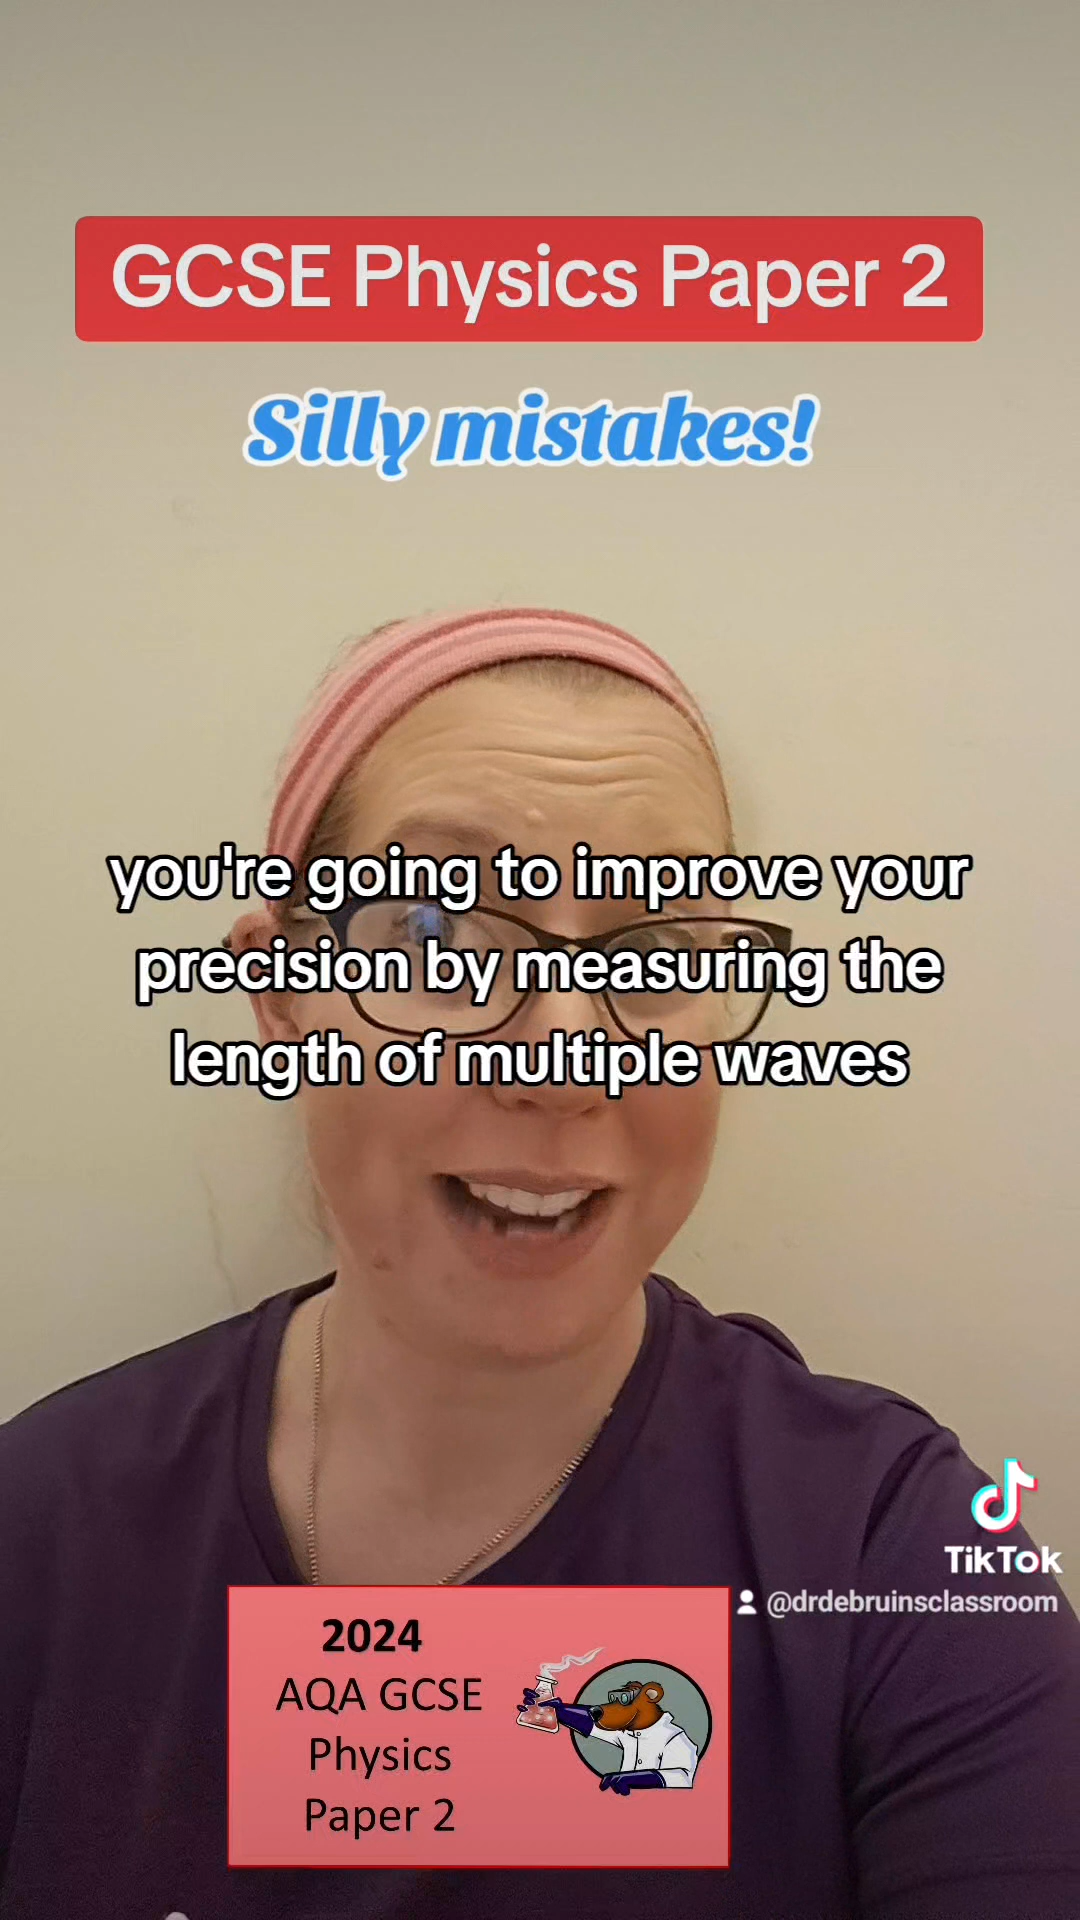 GCSE Physics Paper 2
Silly mistakes!
you're going to improve your
precision by measuring the
length of multiple waves
TikTok
@drdebruinsclassroom
2024
AQA GCSE
Physics
Paper 2